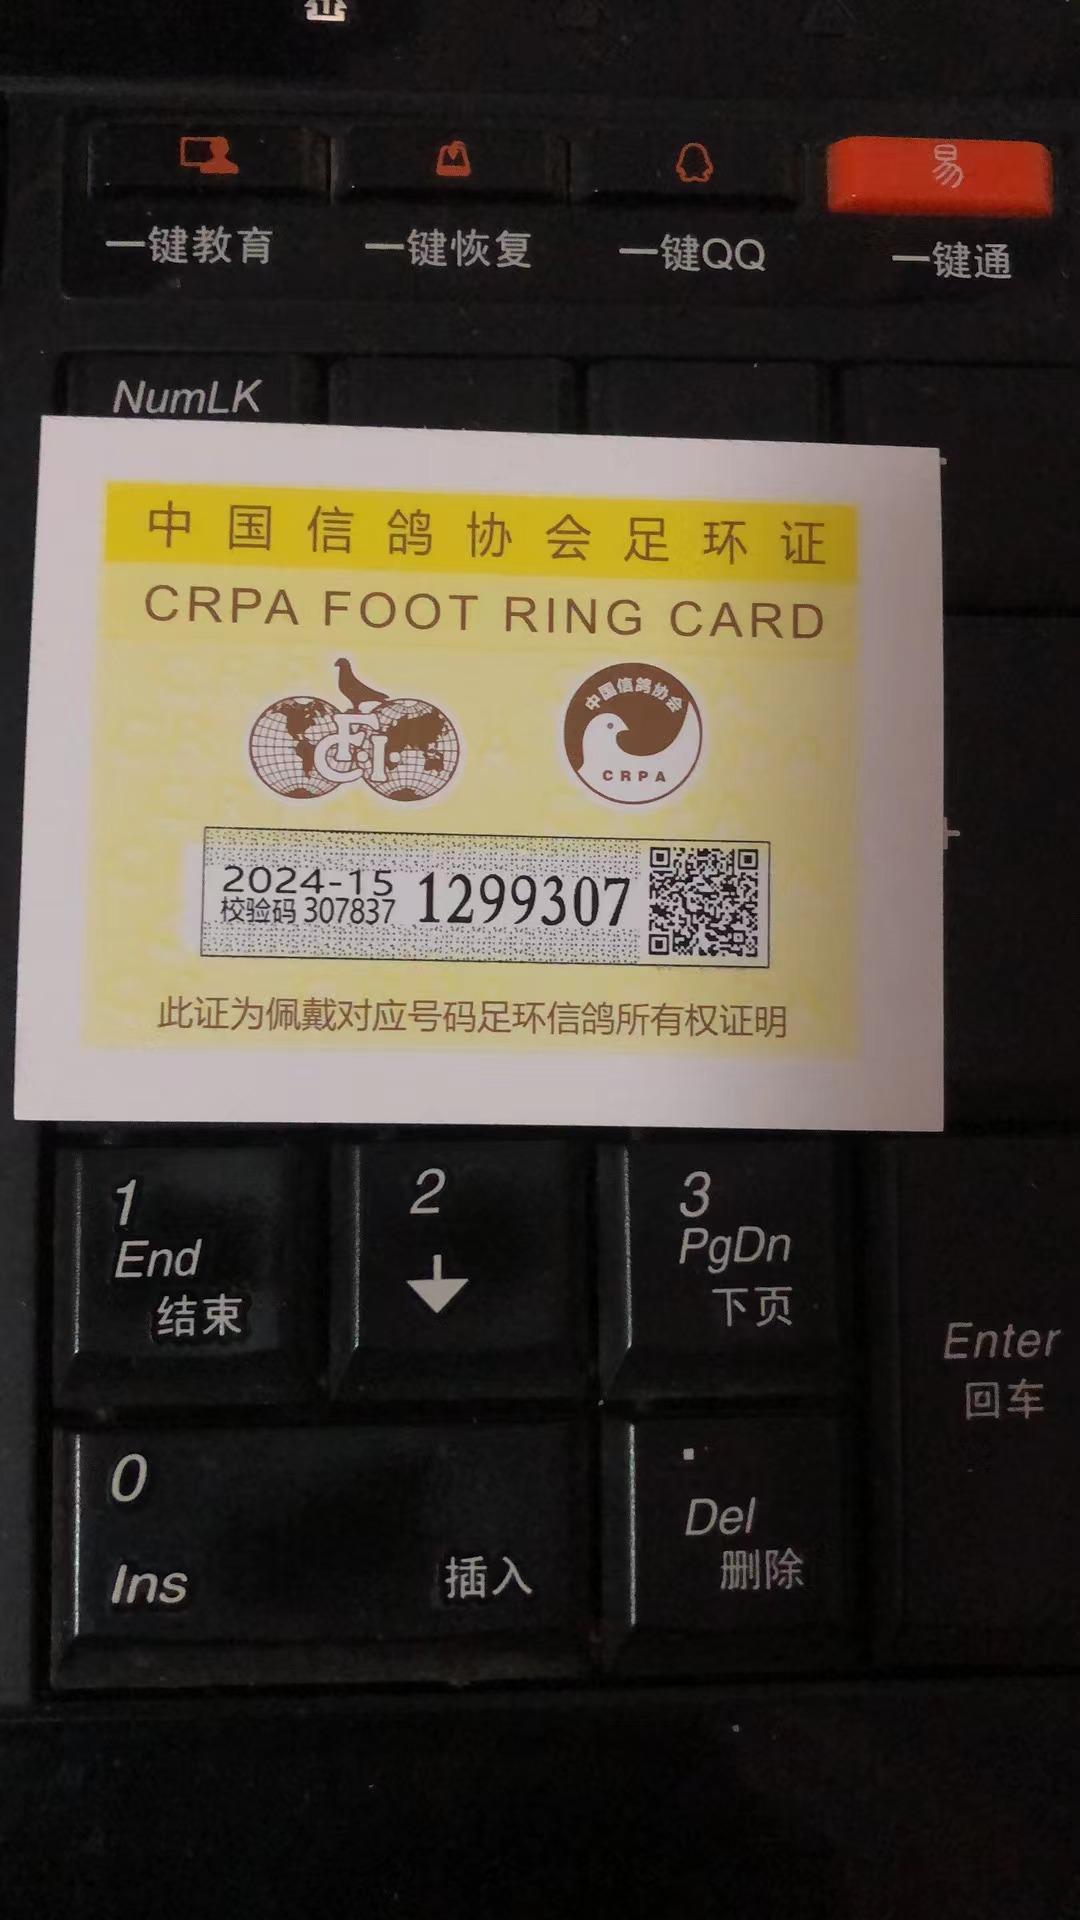 一键教育 一键恢复 一键QQ 易 一键通
NumLK
中国信鸽协会足环证
CRPA FOOT RING CARD
FCI 中国信鸽协会
CRPA
2024-15 1299307
校验码 307837
此证为佩戴对应号码足环信鸽所有权证明
+
1 2 3
End PgDn
结束 下页
Enter
回车
0 .
Del
Ins 插入 删除